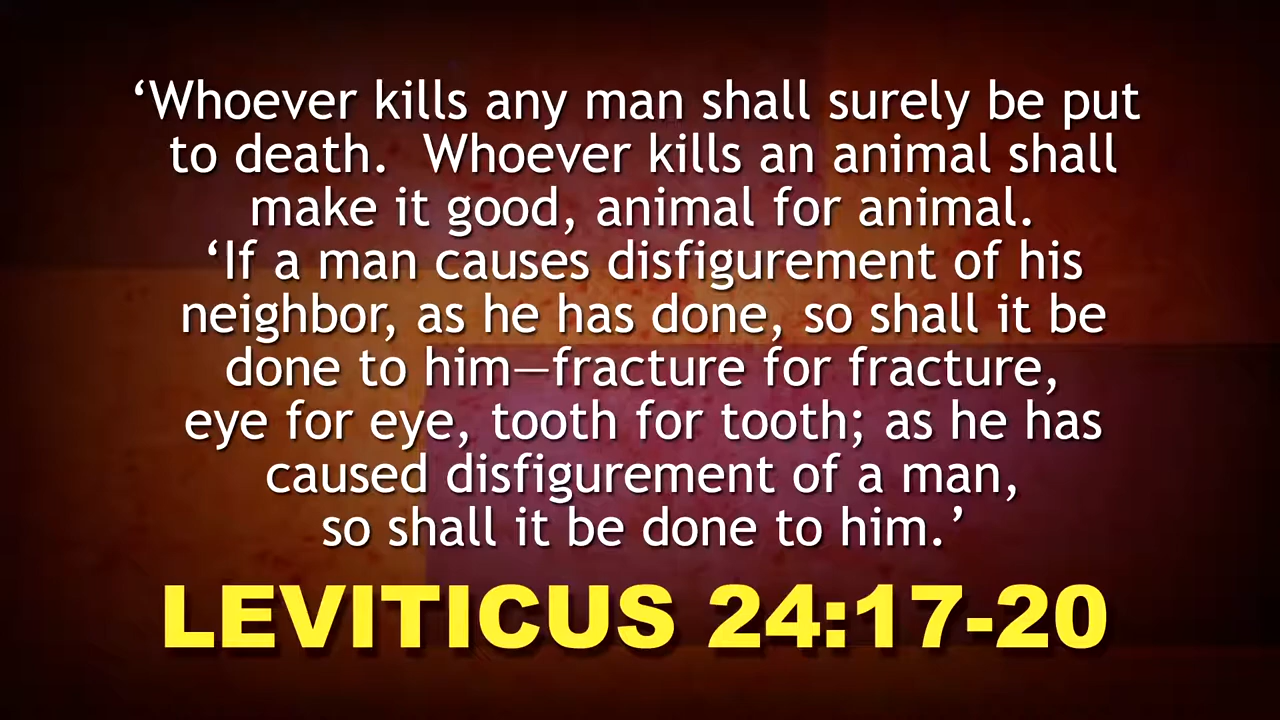 ‘Whoever kills any man shall surely be put
to death.  Whoever kills an animal shall
make it good, animal for animal.
‘If a man causes disfigurement of his
neighbor, as he has done, so shall it be
done to him—fracture for fracture,
eye for eye, tooth for tooth; as he has
caused disfigurement of a man,
so shall it be done to him.’
LEVITICUS 24:17-20